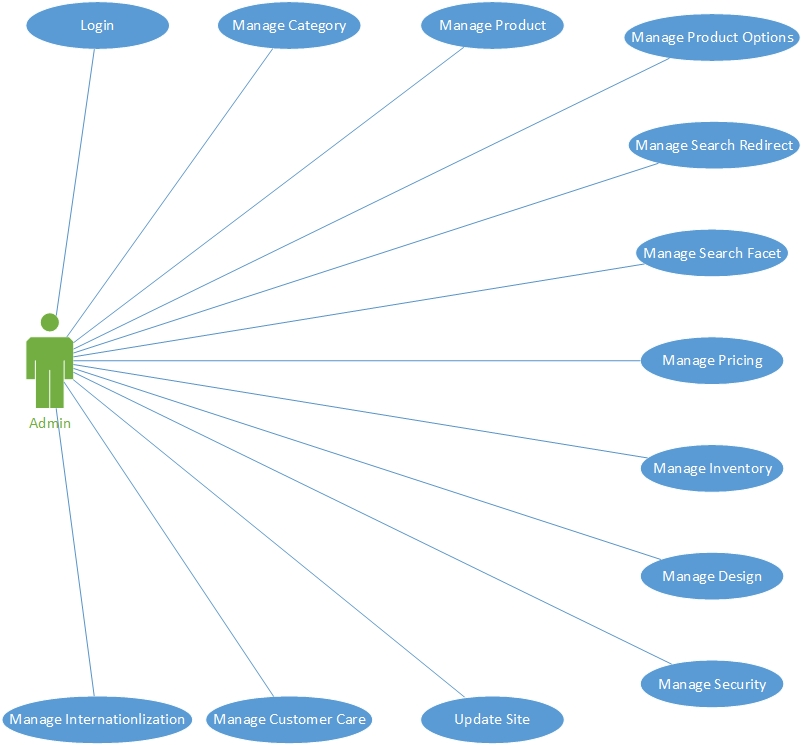 Login
Manage Category
Manage Product
Manage Product Options
Manage Search Redirect
Manage Search Facet
Manage Pricing
Admin
Manage Inventory
Manage Design
Manage Security
Manage Internationlization
Manage Customer Care
Update Site